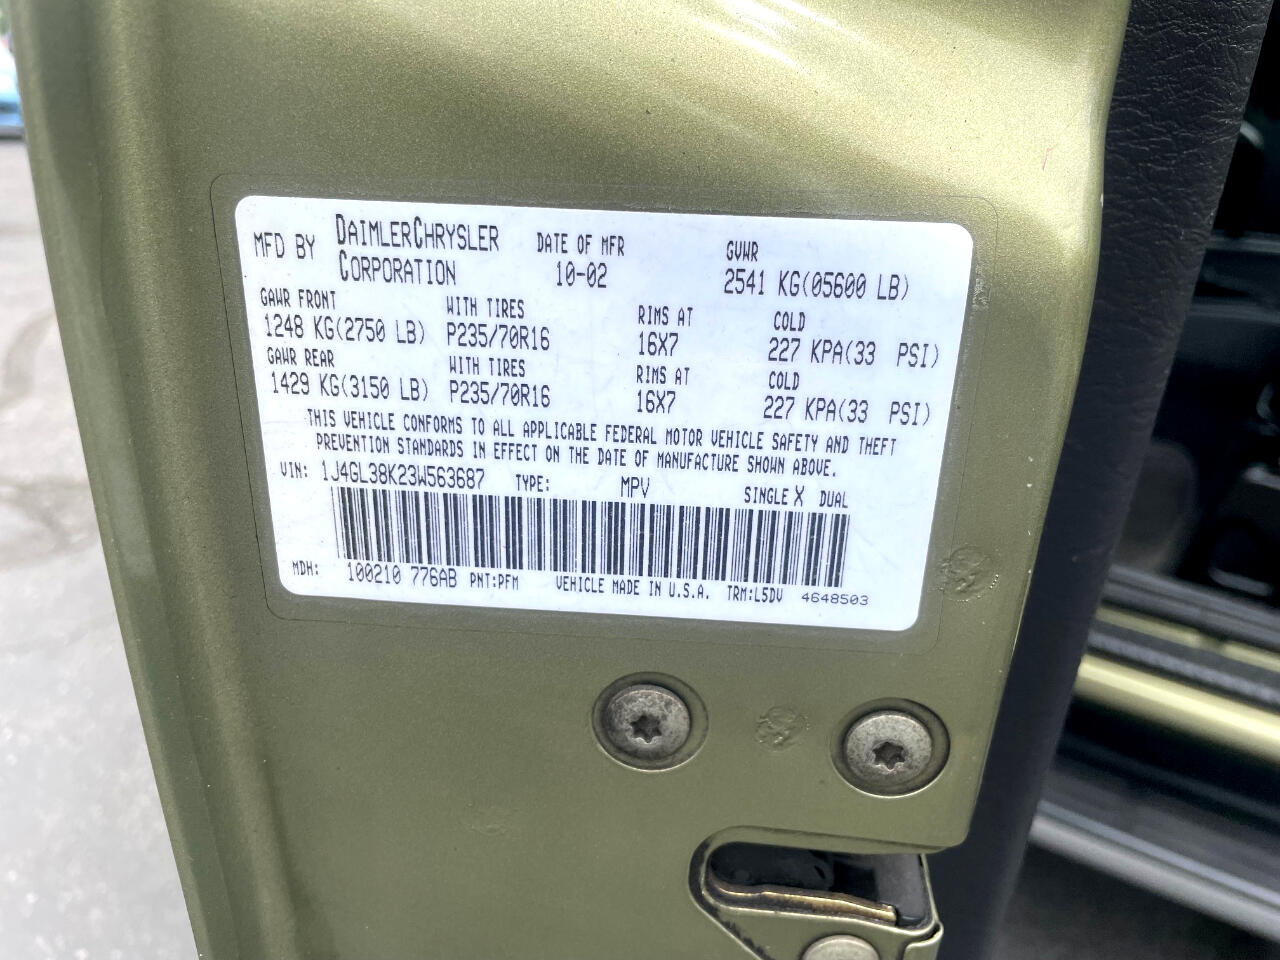 MFD BY DAIMLERCHRYSLER CORPORATION DATE OF MFR 10-02 GVWR 2541 KG(05600 LB)
GAWR FRONT WITH TIRES RIMS AT COLD
1248 KG(2750 LB) P235/70R16 16X7 227 KPA(33 PSI)
GAWR REAR WITH TIRES RIMS AT COLD
1429 KG(3150 LB) P235/70R16 16X7 227 KPA(33 PSI)
THIS VEHICLE CONFORMS TO ALL APPLICABLE FEDERAL MOTOR VEHICLE SAFETY AND THEFT
PREVENTION STANDARDS IN EFFECT ON THE DATE OF MANUFACTURE SHOWN ABOVE.
VIN: 1J4GL38K23W563687 TYPE: MPV SINGLE X DUAL
MDH: 100210 776AB PNT:PFM VEHICLE MADE IN U.S.A. TRM:L5DV 4648503